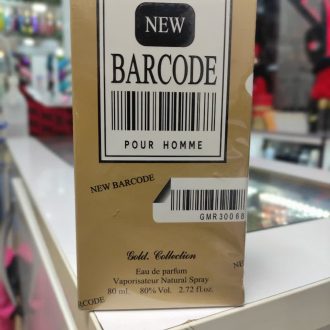 NEW
BARCODE
POUR HOMME
NEW BARCODE
GMR30068
Gold. Collection
Eau de parfum
Vaporisateur Natural Spray
80 ml. 80% Vol. 2.72 fl.oz.
BARCODE